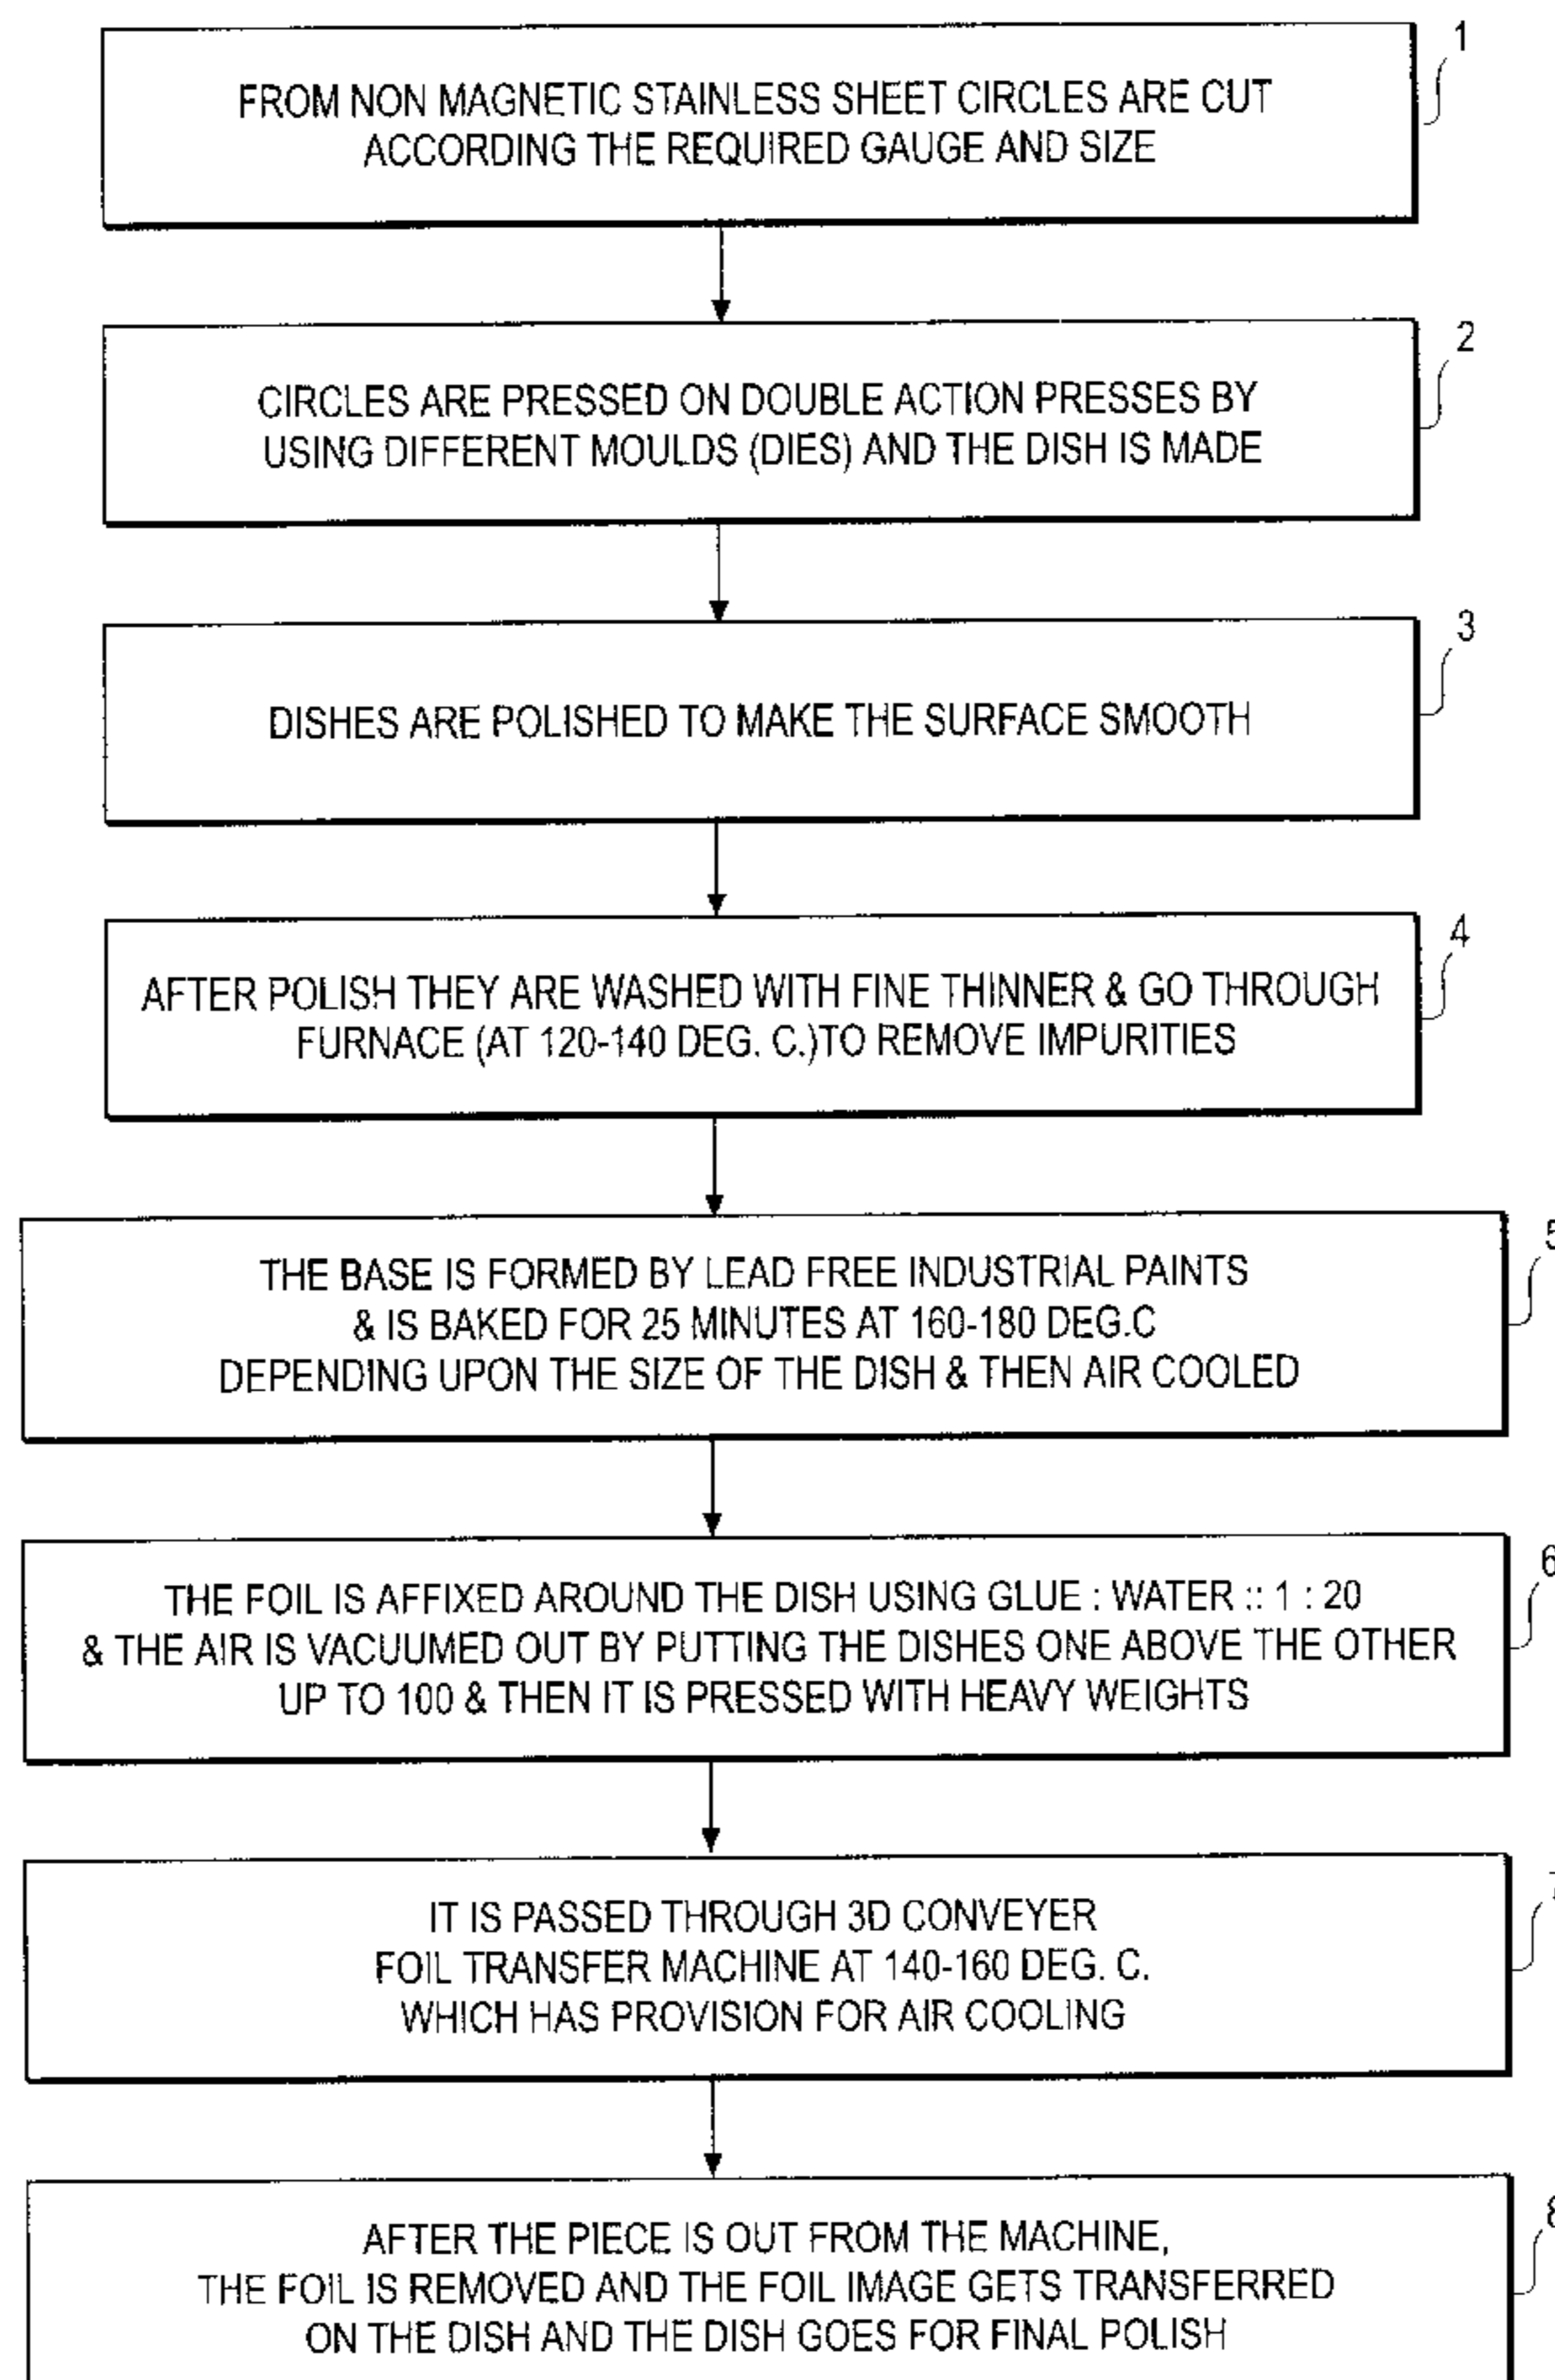 1
FROM NON MAGNETIC STAINLESS SHEET CIRCLES ARE CUT
ACCORDING THE REQUIRED GAUGE AND SIZE
2
CIRCLES ARE PRESSED ON DOUBLE ACTION PRESSES BY
USING DIFFERENT MOULDS (DIES) AND THE DISH IS MADE
3
DISHES ARE POLISHED TO MAKE THE SURFACE SMOOTH
4
AFTER POLISH THEY ARE WASHED WITH FINE THINNER & GO THROUGH
FURNACE (AT 120-140 DEG. C.)TO REMOVE IMPURITIES
5
THE BASE IS FORMED BY LEAD FREE INDUSTRIAL PAINTS
& IS BAKED FOR 25 MINUTES AT 160-180 DEG.C
DEPENDING UPON THE SIZE OF THE DISH & THEN AIR COOLED
6
THE FOIL IS AFFIXED AROUND THE DISH USING GLUE : WATER :: 1 : 20
& THE AIR IS VACUUMED OUT BY PUTTING THE DISHES ONE ABOVE THE OTHER
UP TO 100 & THEN IT IS PRESSED WITH HEAVY WEIGHTS
7
IT IS PASSED THROUGH 3D CONVEYER
FOIL TRANSFER MACHINE AT 140-160 DEG. C.
WHICH HAS PROVISION FOR AIR COOLING
8
AFTER THE PIECE IS OUT FROM THE MACHINE,
THE FOIL IS REMOVED AND THE FOIL IMAGE GETS TRANSFERRED
ON THE DISH AND THE DISH GOES FOR FINAL POLISH